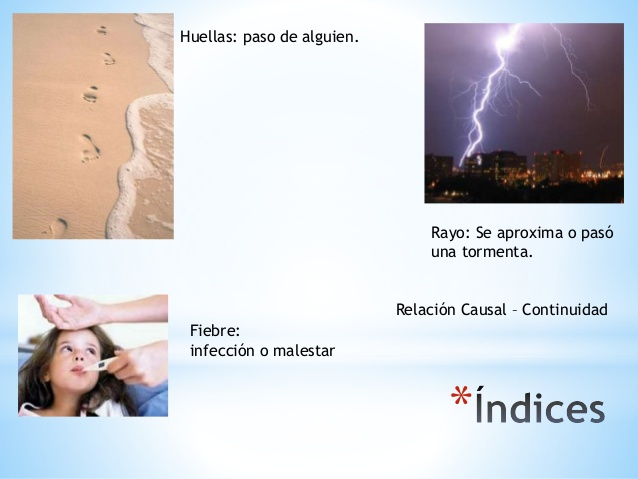 Huellas: paso de alguien.
Rayo: Se aproxima o pasó
una tormenta.
Relación Causal – Continuidad
Fiebre:
infección o malestar
*Índices